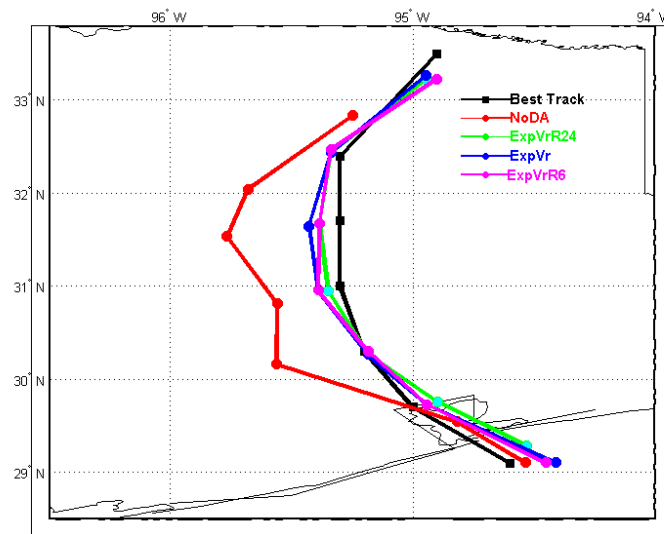 96° W 95° W 94° W
33° N
32° N
31° N
30° N
29° N
Best Track
NoDA
ExpVrR24
ExpVr
ExpVrR6